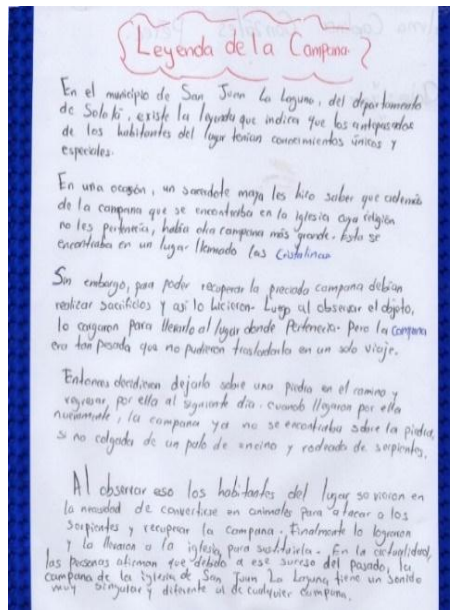 Leyenda de la Campana
En el municipio de San Juan La Laguna, del departamento
de Sololá, existe la leyenda que indica que los antepasados
de los habitantes del lugar tenian conocimientos únicos y
especiales.
En una ocasión, un sacerdote maya les hizo saber que además
de la campana que se encontraba en la iglesia cuya religión
no les pertenecía, había otra campana más grande. Esta se
encontraba en un lugar llamado las Cristalinas
Sin embargo, para poder recuperar la preciada campana debian
realizar sacrificios y asi lo hicieron. Luego al observar el objeto,
lo cargaron para llevarlo al lugar donde Pertenecia. Pero la campana
era tan pesada que no pudieron trasladarla en un solo viaje.
Entonces decidieron dejarla sobre una piedra en el camino y
regresar, por ella al siguiente dia. cuando llegaron por ella
nuevamente, la campana ya no se encontraba sobre la piedra,
si no colgada de un palo de encino y rodeada de serpientes.
Al observar eso los habitantes del lugar se vieron en
la necesidad de convertirse en animales para atacar a las
Serpientes y recuperar la campana. Finalmente lo lograron
y la llevaron a la iglesia, para sustituirla. En la actualidad,
las personas afirman que debido a ese suceso del pasado, la
campana de la iglesia de San Juan La Laguna, tiene un sonido
muy singular y diferente al de cualquier campana.